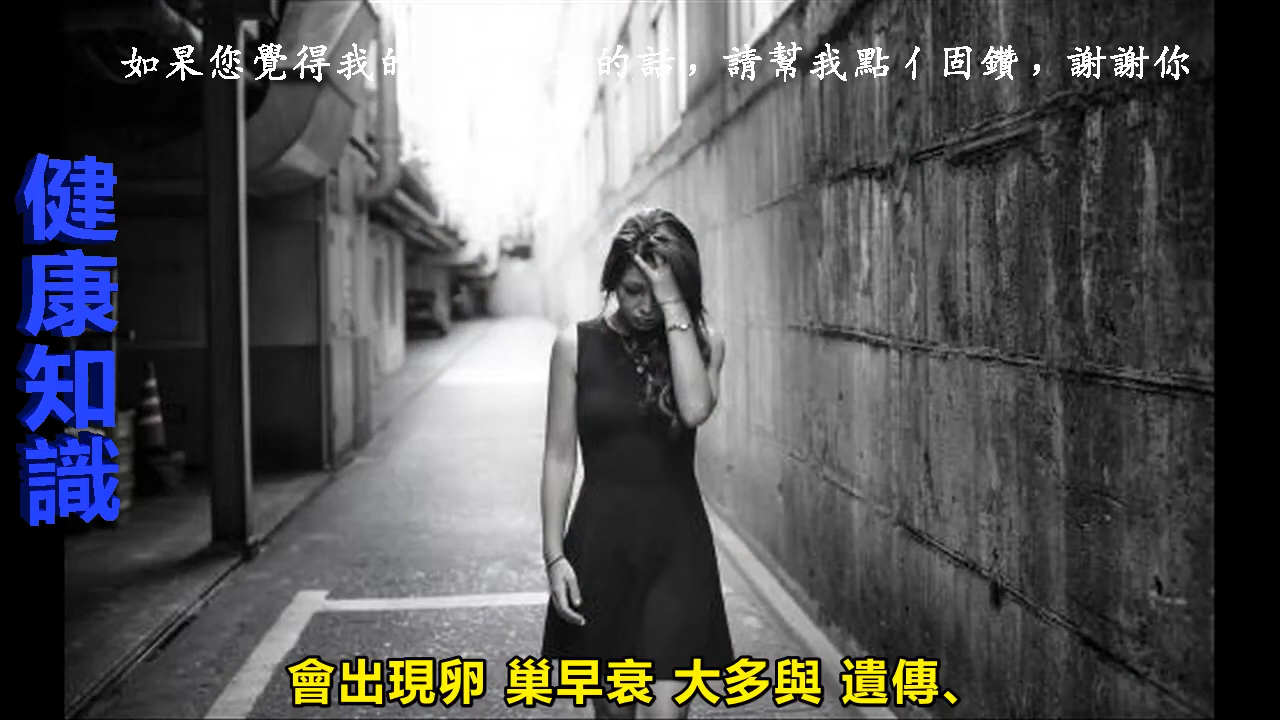 如果您覺得我的
的話，請幫我點亻固鑽，謝謝你
健康知識
會出現卵 巢早衰 大多與 遺傳、